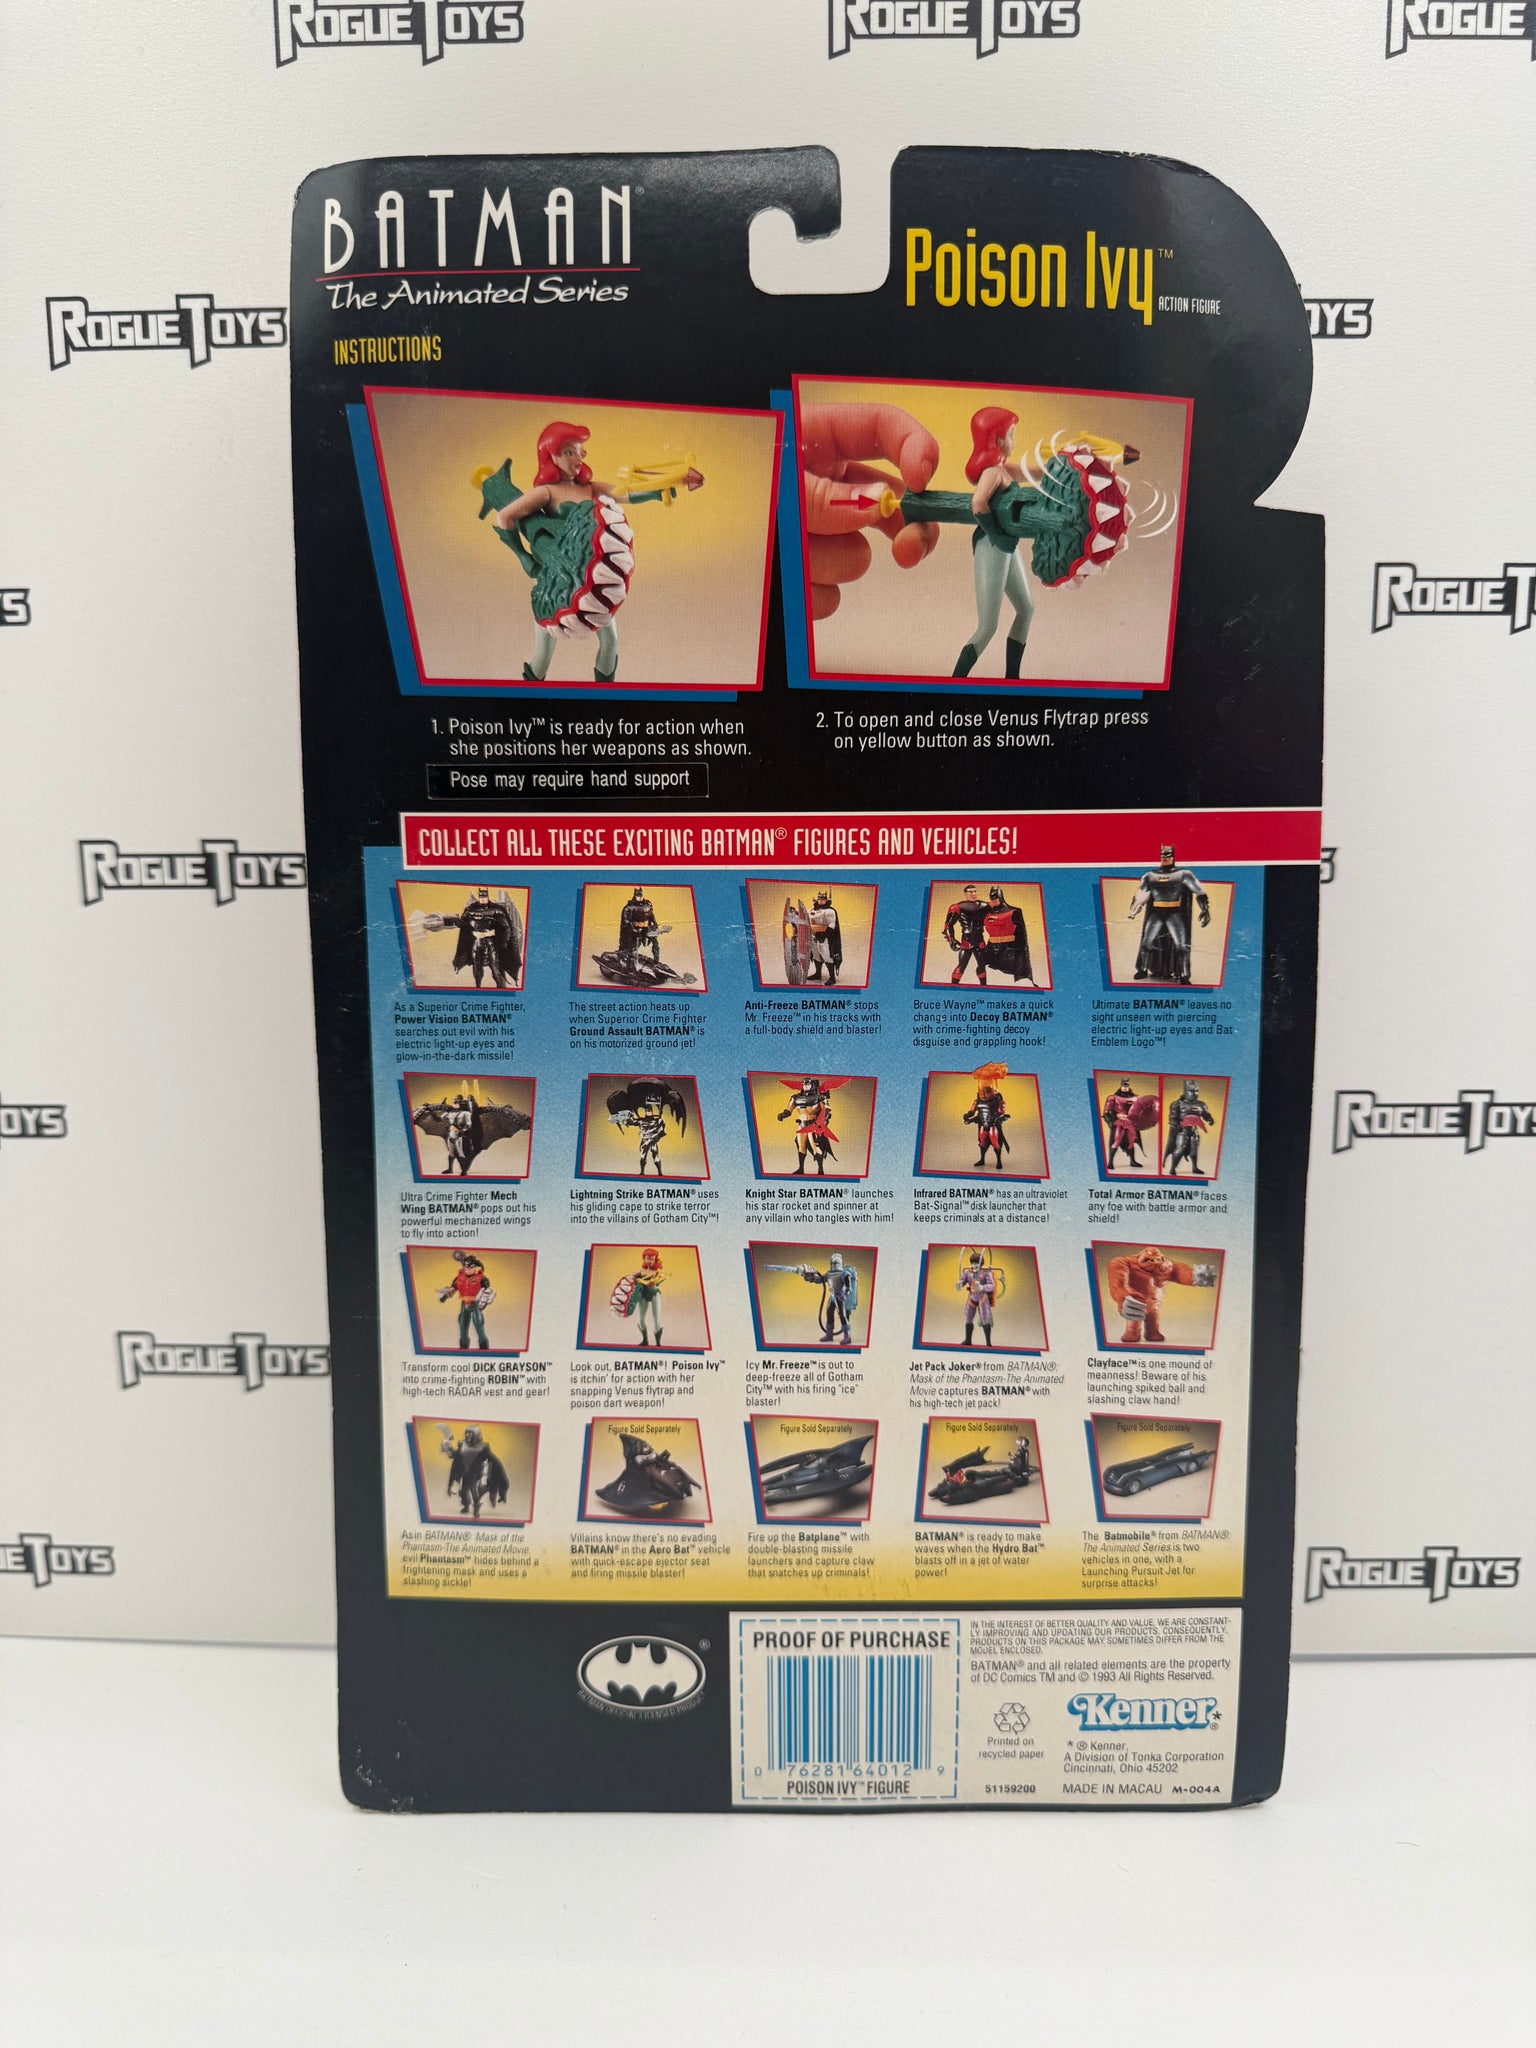 ROGUE TOYS
ROGUE TOYS
ROGUE
BATMAN®
The Animated Series
Poison Ivy™
ACTION FIGURE
ROGUE TOYS
OYS
INSTRUCTIONS
S
ROGUE T
1. Poison Ivy™ is ready for action when
she positions her weapons as shown.
Pose may require hand support
2. To open and close Venus Flytrap press
on yellow button as shown.
COLLECT ALL THESE EXCITING BATMAN® FIGURES AND VEHICLES!
ROGUE TOYS
S
As a Superior Crime Fighter,
Power Vision BATMAN®
searches out evil with his
electric light-up eyes and
glow-in-the-dark missile!
The street action heats up
when Superior Crime Fighter
Ground Assault BATMAN® is
on his motorized ground jet!
Anti-Freeze BATMAN® stops
Mr. Freeze™ in his tracks with
a full-body shield and blaster!
Bruce Wayne™ makes a quick
change into Decoy BATMAN®
with crime-fighting decoy
disguise and grappling hook!
Ultimate BATMAN® leaves no
sight unseen with piercing
electric light-up eyes and Bat
Emblem Logo™!
OYS
ROGUE TOYS
Ultra Crime Fighter Mech
Wing BATMAN® pops out his
powerful mechanized wings
to fly into action!
Lightning Strike BATMAN® uses
his gliding cape to strike terror
into the villains of Gotham City™!
Knight Star BATMAN® launches
his star rocket and spinner at
any villain who tangles with him!
Infrared BATMAN® has an ultraviolet
Bat-Signal™ disk launcher that
keeps criminals at a distance!
Total Armor BATMAN® faces
any foe with battle armor and
shield!
ROGUE TOYS
Transform cool DICK GRAYSON™
into crime-fighting ROBIN™ with
high-tech RADAR vest and gear!
Look out, BATMAN®! Poison Ivy™
is itchin' for action with her
snapping Venus flytrap and
poison dart weapon!
Icy Mr. Freeze™ is out to
deep-freeze all of Gotham
City™ with his firing "ice"
blaster!
Jet Pack Joker® from BATMAN®:
Mask of the Phantasm-The Animated
Movie captures BATMAN® with
his high-tech jet pack!
Clayface™ is one mound of
meanness! Beware of his
launching spiked ball and
slashing claw hand!
Figure Sold Separately
Figure Sold Separately
Figure Sold Separately
Figure Sold Separately
E TOYS
ROGUE TOYS
As in BATMAN®: Mask of the
Phantasm-The Animated Movie,
evil Phantasm™ hides behind a
frightening mask and uses a
slashing sickle!
Villains know there's no evading
BATMAN® in the Aero Bat™ vehicle
with quick-escape ejector seat
and firing missile blaster!
Fire up the Batplane™ with
double-blasting missile
launchers and capture claw
that snatches up criminals!
BATMAN® is ready to make
waves when the Hydro Bat™
blasts off in a jet of water
power!
The Batmobile® from BATMAN®:
The Animated Series is two
vehicles in one, with a
Launching Pursuit Jet for
surprise attacks!
®
BATMAN OFFICIAL LICENSED PRODUCT
PROOF OF PURCHASE
0 76281 64012 9
POISON IVY™ FIGURE
IN THE INTEREST OF BETTER QUALITY AND VALUE, WE ARE CONSTANT-
LY IMPROVING AND UPDATING OUR PRODUCTS. CONSEQUENTLY,
PRODUCTS ON THIS PACKAGE MAY SOMETIMES DIFFER FROM THE
MODEL ENCLOSED.
BATMAN® and all related elements are the property
of DC Comics TM and © 1993 All Rights Reserved.
Printed on
recycled paper
Kenner®*
* ® Kenner,
A Division of Tonka Corporation
Cincinnati, Ohio 45202
51159200
MADE IN MACAU M-004A